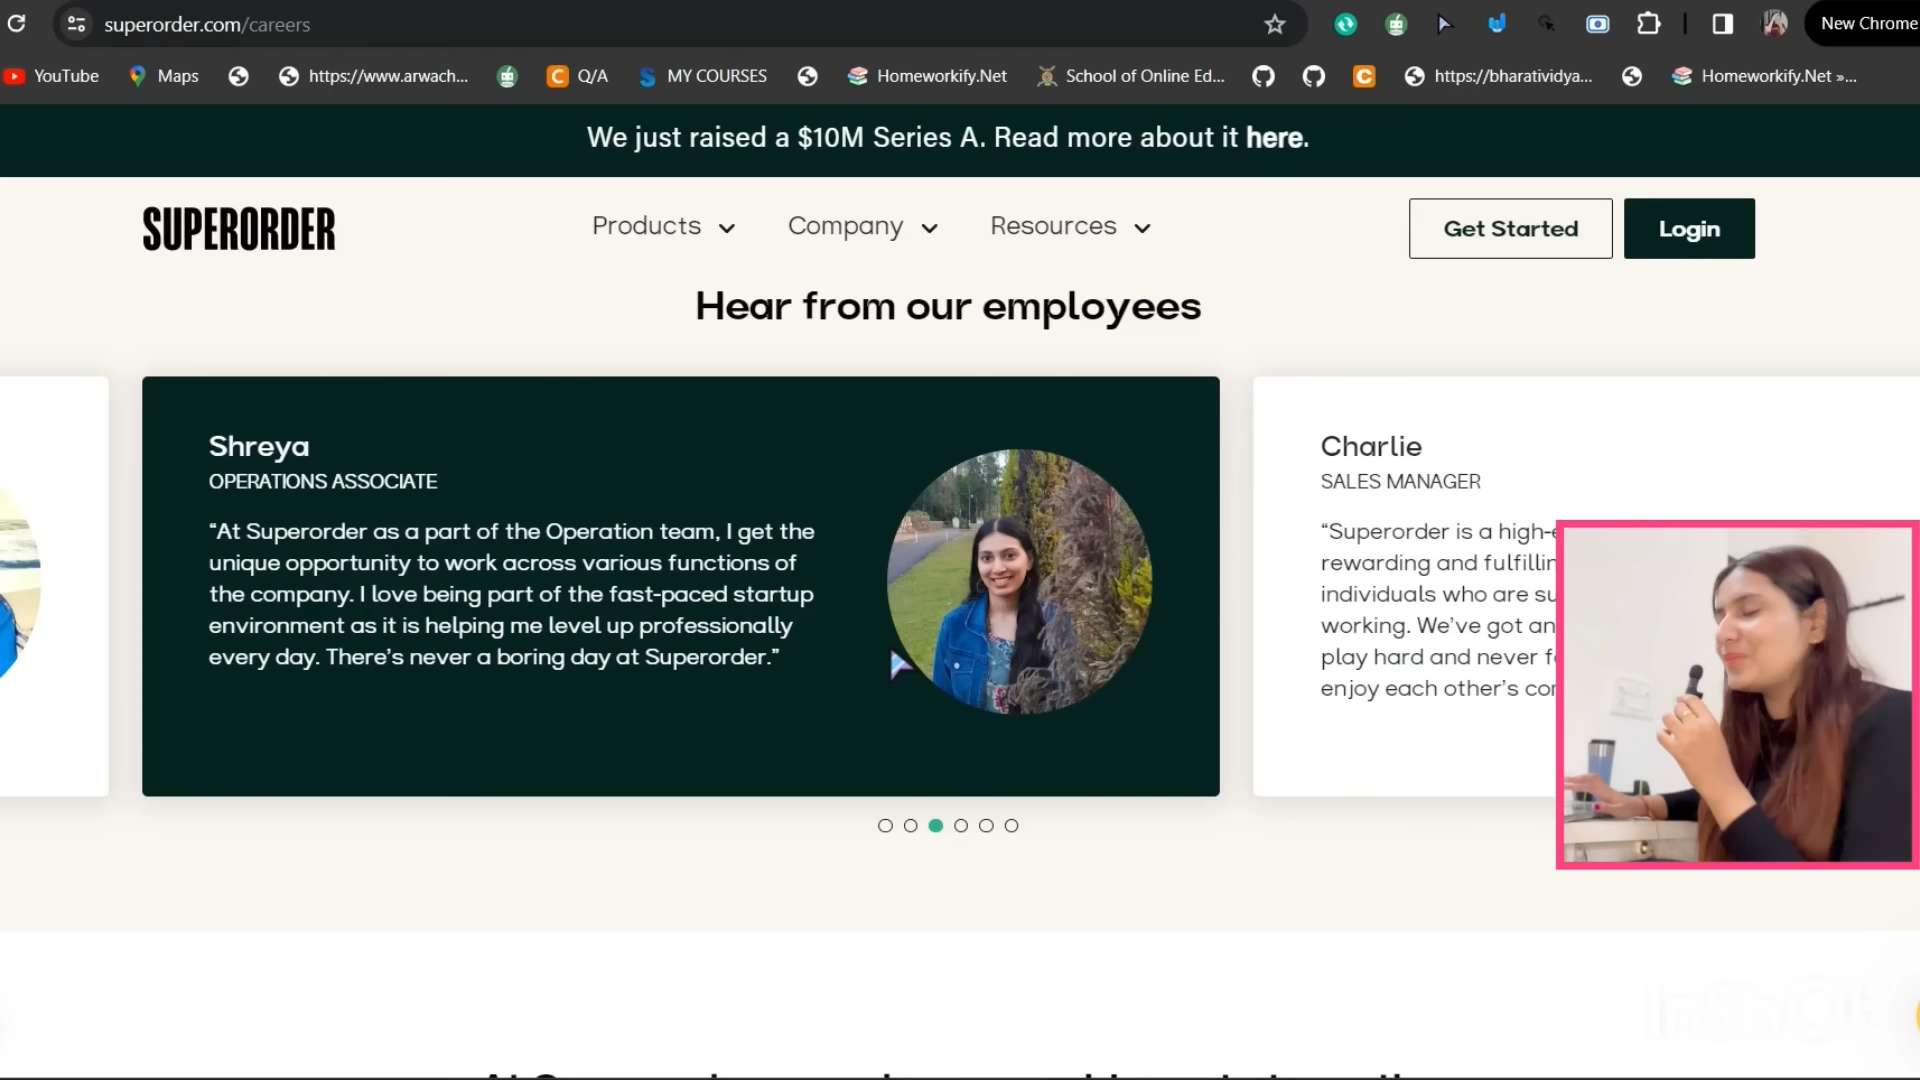 superorder.com/careers
New Chrome
YouTube
Maps
https://www.arwach...
Q/A
MY COURSES
Homeworkify.Net
School of Online Ed...
https://bharatividya...
Homeworkify.Net »...
We just raised a $10M Series A. Read more about it here.
SUPERORDER
Products
Company
Resources
Get Started
Login
Hear from our employees
Shreya
OPERATIONS ASSOCIATE
“At Superorder as a part of the Operation team, I get the
unique opportunity to work across various functions of
the company. I love being part of the fast-paced startup
environment as it is helping me level up professionally
every day. There’s never a boring day at Superorder.”
Charlie
SALES MANAGER
“Superorder is a high-e
rewarding and fulfillin
individuals who are su
working. We’ve got an
play hard and never f
enjoy each other’s co
InShot